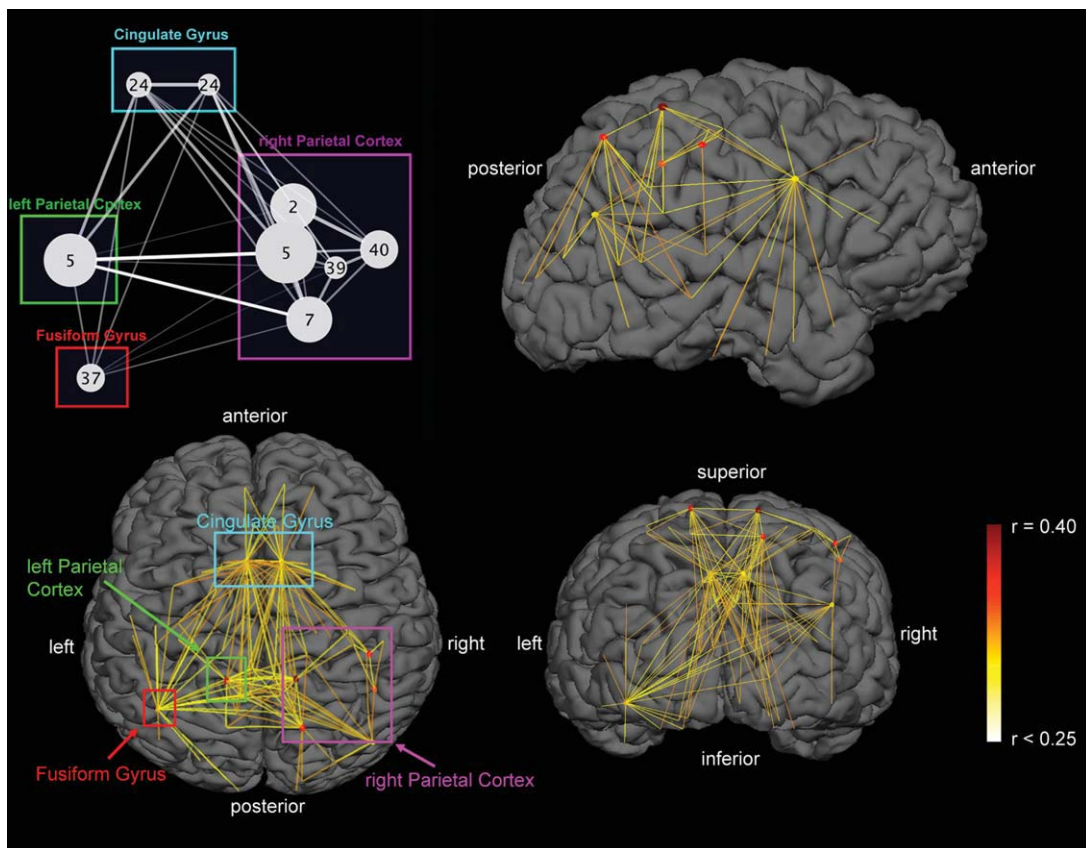 Cingulate Gyrus
24 24
right Parietal Cortex
left Parietal Cortex
2
5
5
40
39
7
Fusiform Gyrus
37
posterior
anterior
anterior
Cingulate Gyrus
left Parietal
Cortex
left
right
Fusiform Gyrus
right Parietal Cortex
posterior
superior
left
right
inferior
r = 0.40
r < 0.25